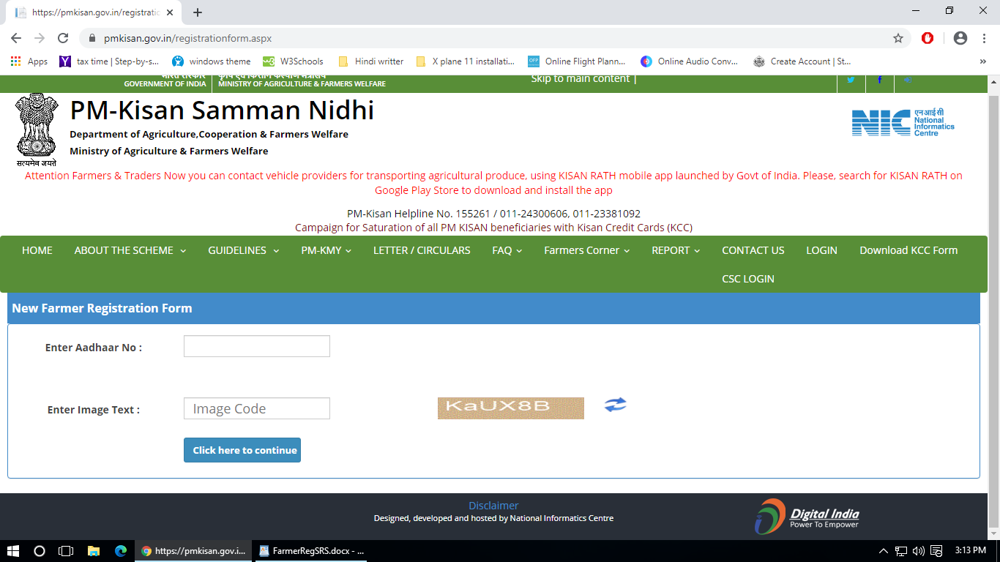 https://pmkisan.gov.in/registratio
pmkisan.gov.in/registrationform.aspx
Apps
tax time | Step-by-s...
windows theme
W3Schools
Hindi writter
X plane 11 installati...
Online Flight Plann...
Online Audio Conv...
Create Account | St...
»
भारत सरकार
कृषि एवं किसान कल्याण मंत्रालय
Skip to main content |
GOVERNMENT OF INDIA
MINISTRY OF AGRICULTURE & FARMERS WELFARE
PM-Kisan Samman Nidhi
Department of Agriculture,Cooperation & Farmers Welfare
Ministry of Agriculture & Farmers Welfare
सत्यमेव जयते
NIC
एन आई सी
National
Informatics
Centre
Attention Farmers & Traders Now you can contact vehicle providers for transporting agricultural produce, using KISAN RATH mobile app launched by Govt of India. Please, search for KISAN RATH on
Google Play Store to download and install the app
PM-Kisan Helpline No. 155261 / 011-24300606, 011-23381092
Campaign for Saturation of all PM KISAN beneficiaries with Kisan Credit Cards (KCC)
HOME
ABOUT THE SCHEME
GUIDELINES
PM-KMY
LETTER / CIRCULARS
FAQ
Farmers Corner
REPORT
CONTACT US
LOGIN
Download KCC Form
CSC LOGIN
New Farmer Registration Form
Enter Aadhaar No :
Enter Image Text :
Image Code
KaUX8B
Click here to continue
Disclaimer
Designed, developed and hosted by National Informatics Centre
Digital India
Power To Empower
https://pmkisan.gov.i...
FarmerRegSRS.docx - ...
3:13 PM